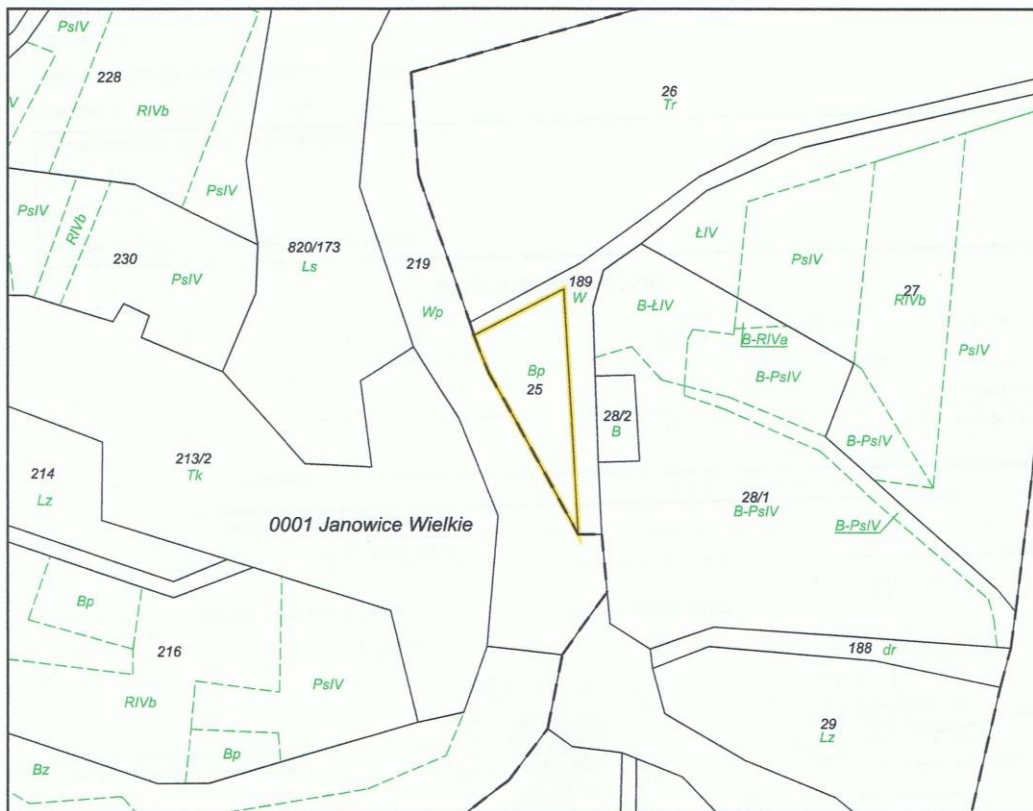 PsIV
228
V
RIVb
PsIV
PsIV
RIVb
230
PsIV
820/173
Ls
219
Wp
26
Tr
189
W
ŁIV
B-ŁIV
PsIV
27
RIVb
PsIV
B-RIVa
B-PsIV
B-PsIV
Bp
25
28/2
B
28/1
B-PsIV
B-PsIV
213/2
Tk
214
Lz
0001 Janowice Wielkie
Bp
216
RIVb
PsIV
Bp
Bz
188 dr
29
Lz